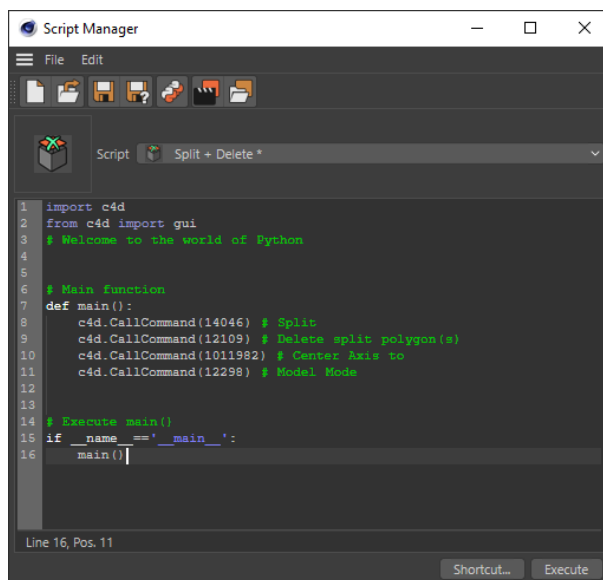 Script Manager
File Edit
Script Split + Delete *
1 import c4d
2 from c4d import gui
3 # Welcome to the world of Python
4
5
6 # Main function
7 def main():
8     c4d.CallCommand(14046) # Split
9     c4d.CallCommand(12109) # Delete split polygon(s)
10     c4d.CallCommand(1011982) # Center Axis to
11     c4d.CallCommand(12298) # Model Mode
12
13
14 # Execute main()
15 if __name__=='__main__':
16     main()
Line 16, Pos. 11
Shortcut... Execute